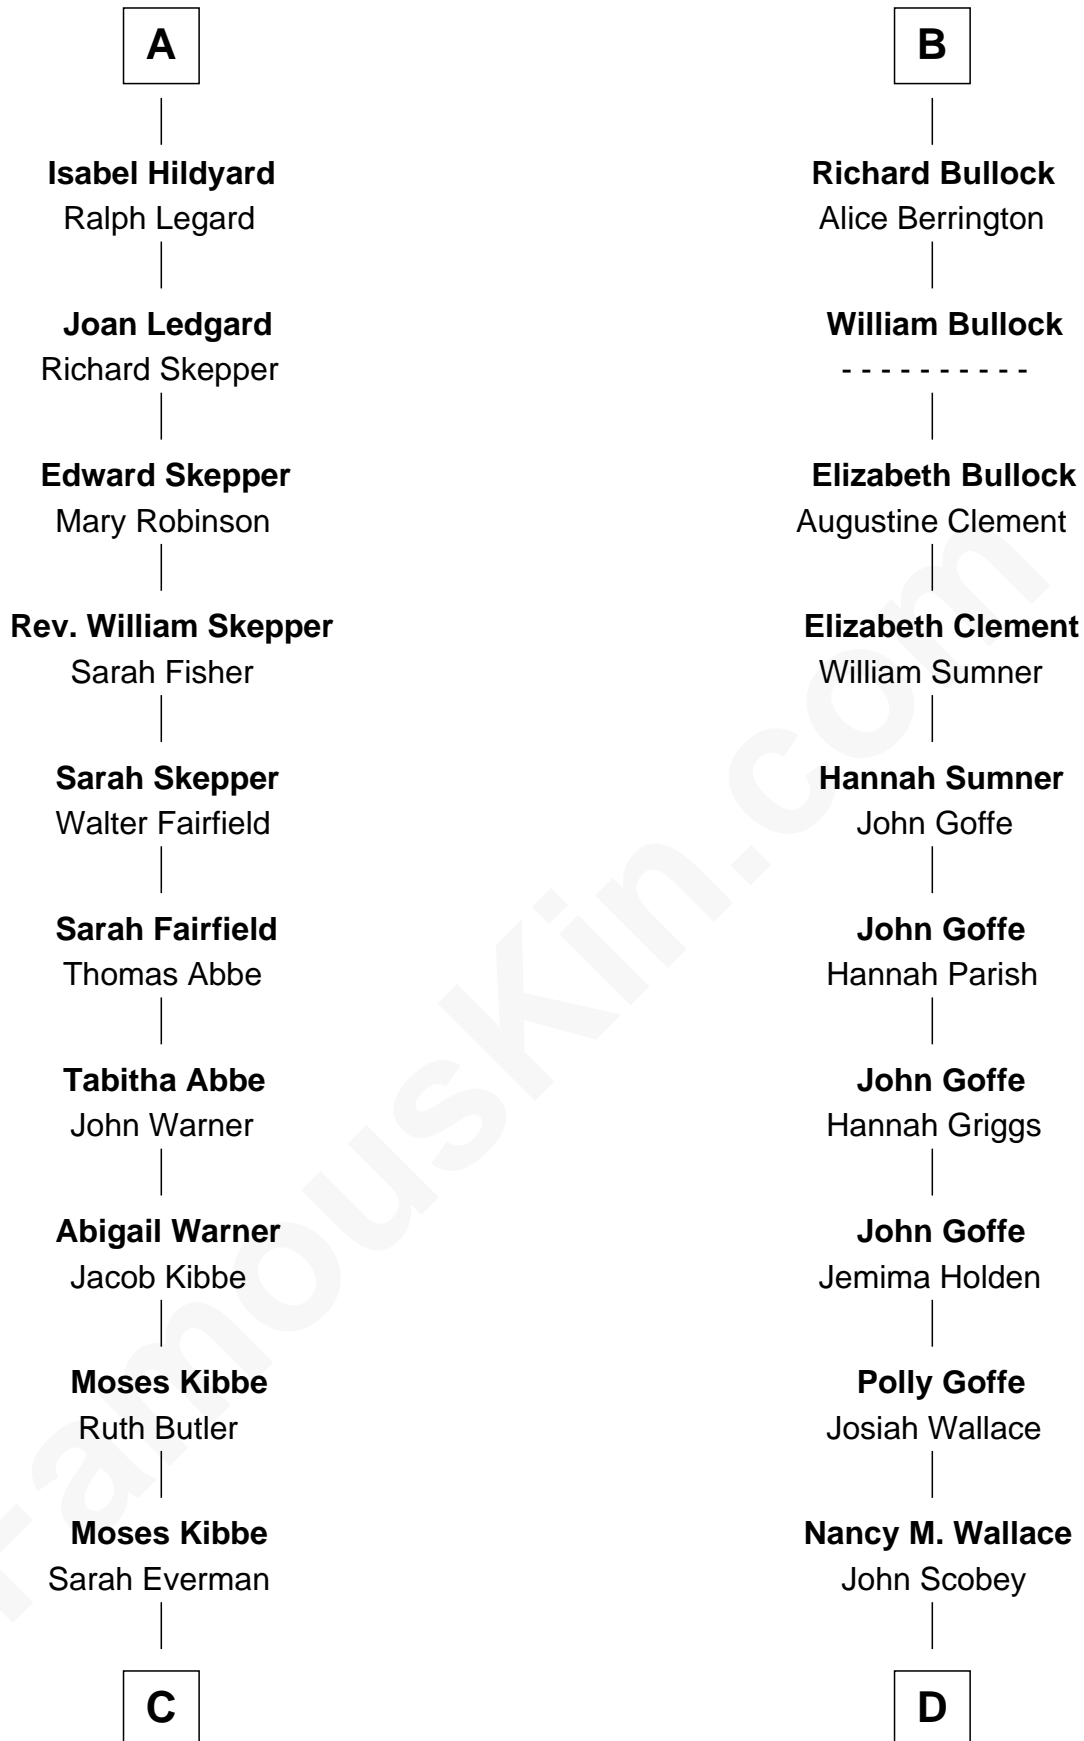 A
Isabel Hildyard
Ralph Legard
Joan Ledgard
Richard Skepper
Edward Skepper
Mary Robinson
Rev. William Skepper
Sarah Fisher
Sarah Skepper
Walter Fairfield
Sarah Fairfield
Thomas Abbe
Tabitha Abbe
John Warner
Abigail Warner
Jacob Kibbe
Moses Kibbe
Ruth Butler
Moses Kibbe
Sarah Everman
C
B
Richard Bullock
Alice Berrington
William Bullock
- - - - - - - - - -
Elizabeth Bullock
Augustine Clement
Elizabeth Clement
William Sumner
Hannah Sumner
John Goffe
John Goffe
Hannah Parish
John Goffe
Hannah Griggs
John Goffe
Jemima Holden
Polly Goffe
Josiah Wallace
Nancy M. Wallace
John Scobey
D
FamousKin.com